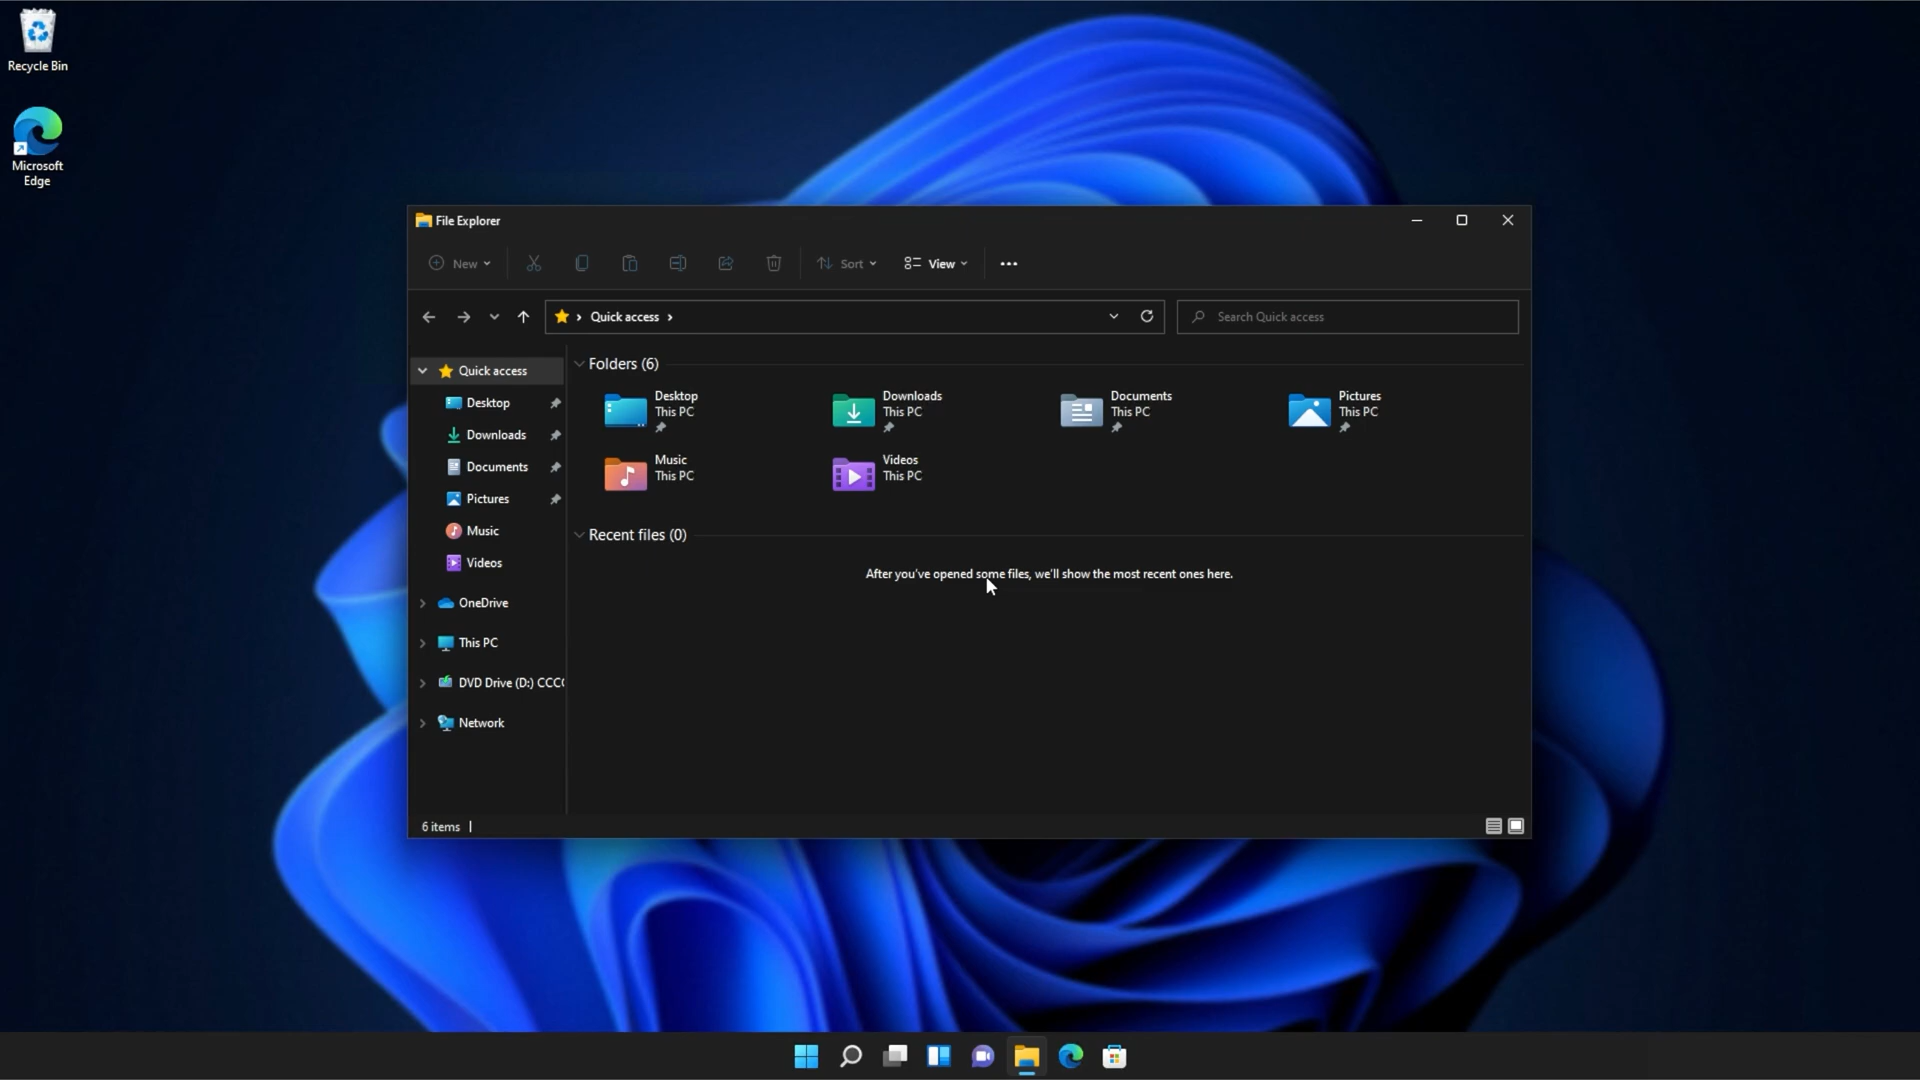 Recycle Bin
Microsoft
Edge
File Explorer
New
Sort
View
Quick access
Search Quick access
Quick access
Desktop
Downloads
Documents
Pictures
Music
Videos
OneDrive
This PC
DVD Drive (D:) CCC
Network
Folders (6)
Desktop
This PC
Downloads
This PC
Documents
This PC
Pictures
This PC
Music
This PC
Videos
This PC
Recent files (0)
After you've opened some files, we'll show the most recent ones here.
6 items